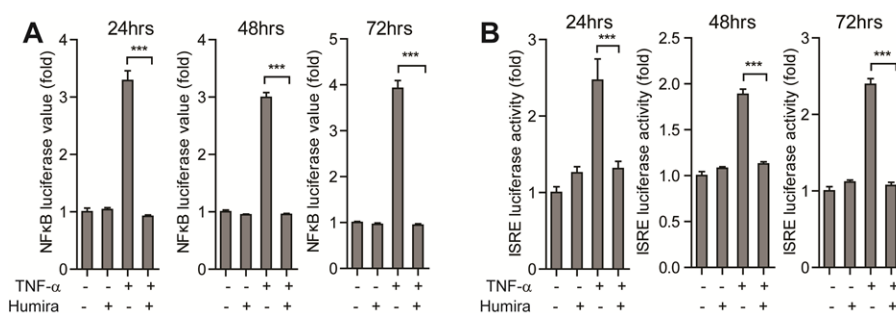 A
24hrs
48hrs
72hrs
NFκB luciferase value (fold)
4
3
2
1
0
***
NFκB luciferase value (fold)
4
3
2
1
0
***
NFκB luciferase value (fold)
5
4
3
2
1
0
***
TNF-α - - + + - - + + - - + +
Humira - + - + - + - + - + - +
B
24hrs
48hrs
72hrs
ISRE luciferase activity (fold)
3
2
1
0
***
ISRE luciferase activity (fold)
2.5
2.0
1.5
1.0
0.5
0.0
***
ISRE luciferase activity (fold)
3
2
1
0
***
TNF-α - - + + - - + + - - + +
Humira - + - + - + - + - + - +